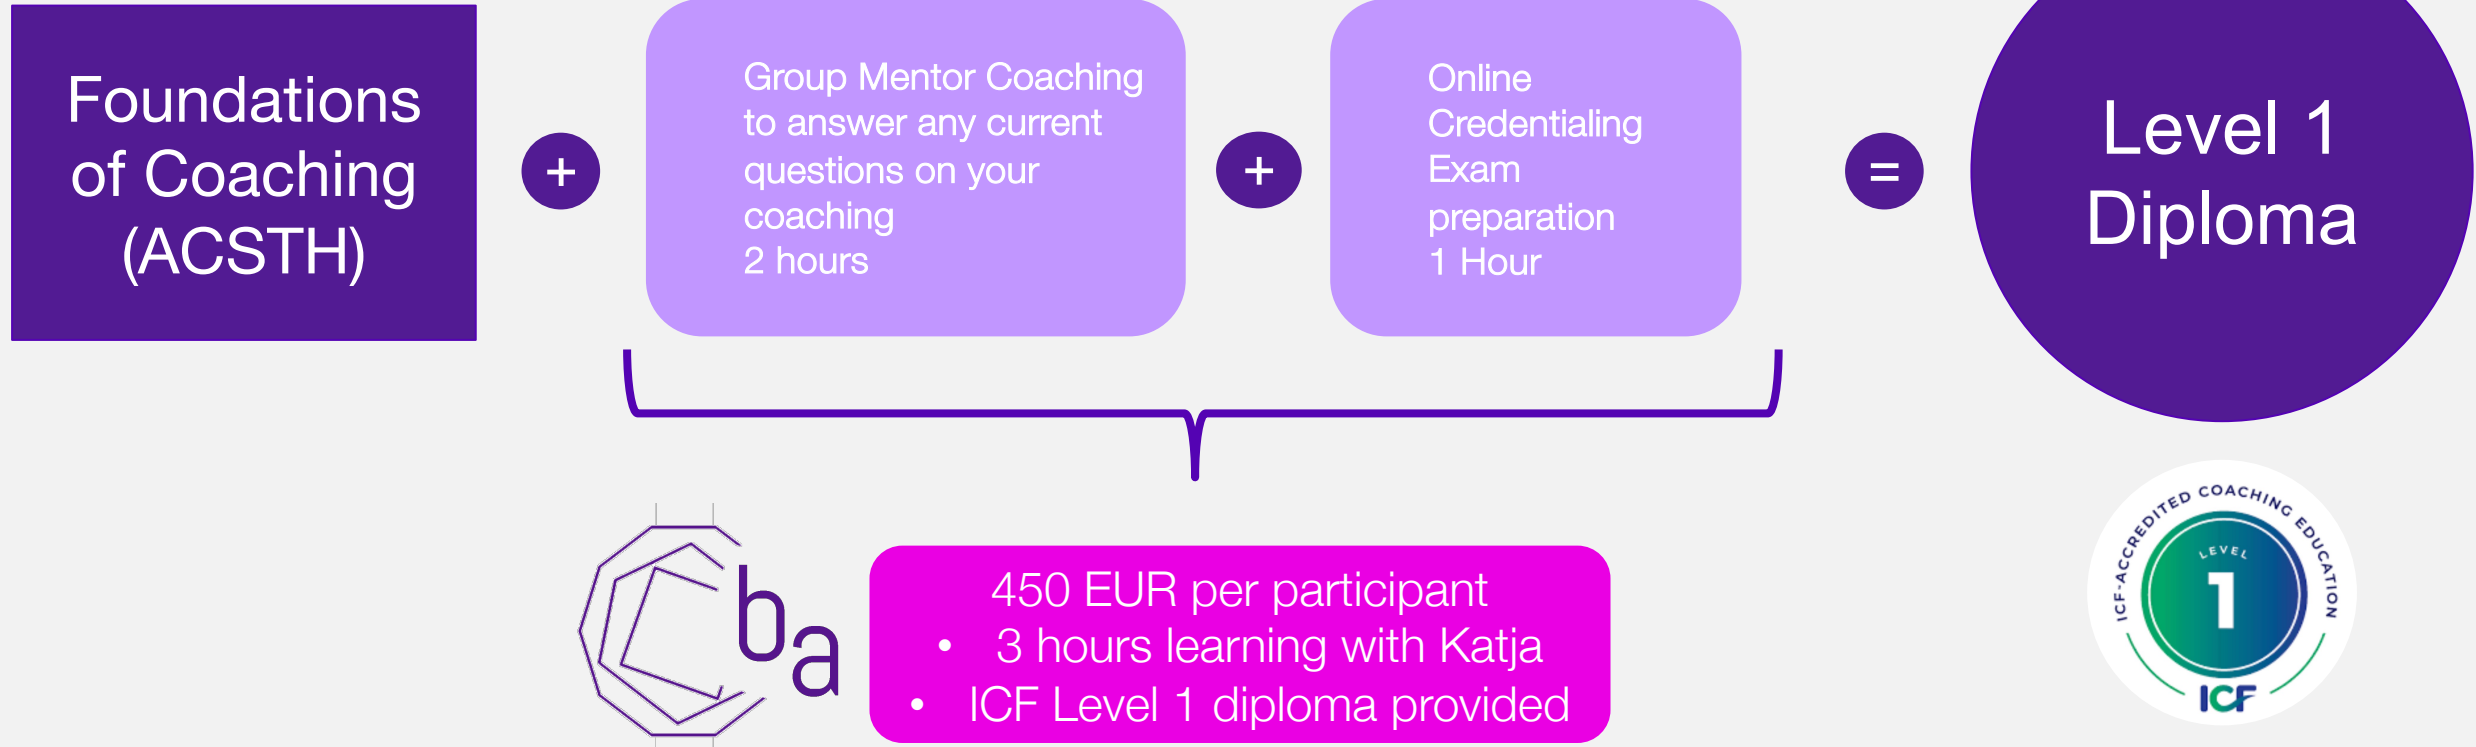 Foundations
of Coaching
(ACSTH)
+
Group Mentor Coaching
to answer any current
questions on your
coaching
2 hours
+
Online
Credentialing
Exam
preparation
1 Hour
=
Level 1
Diploma
ba
450 EUR per participant
• 3 hours learning with Katja
• ICF Level 1 diploma provided
ICF-ACCREDITED COACHING EDUCATION
LEVEL
1
ICF